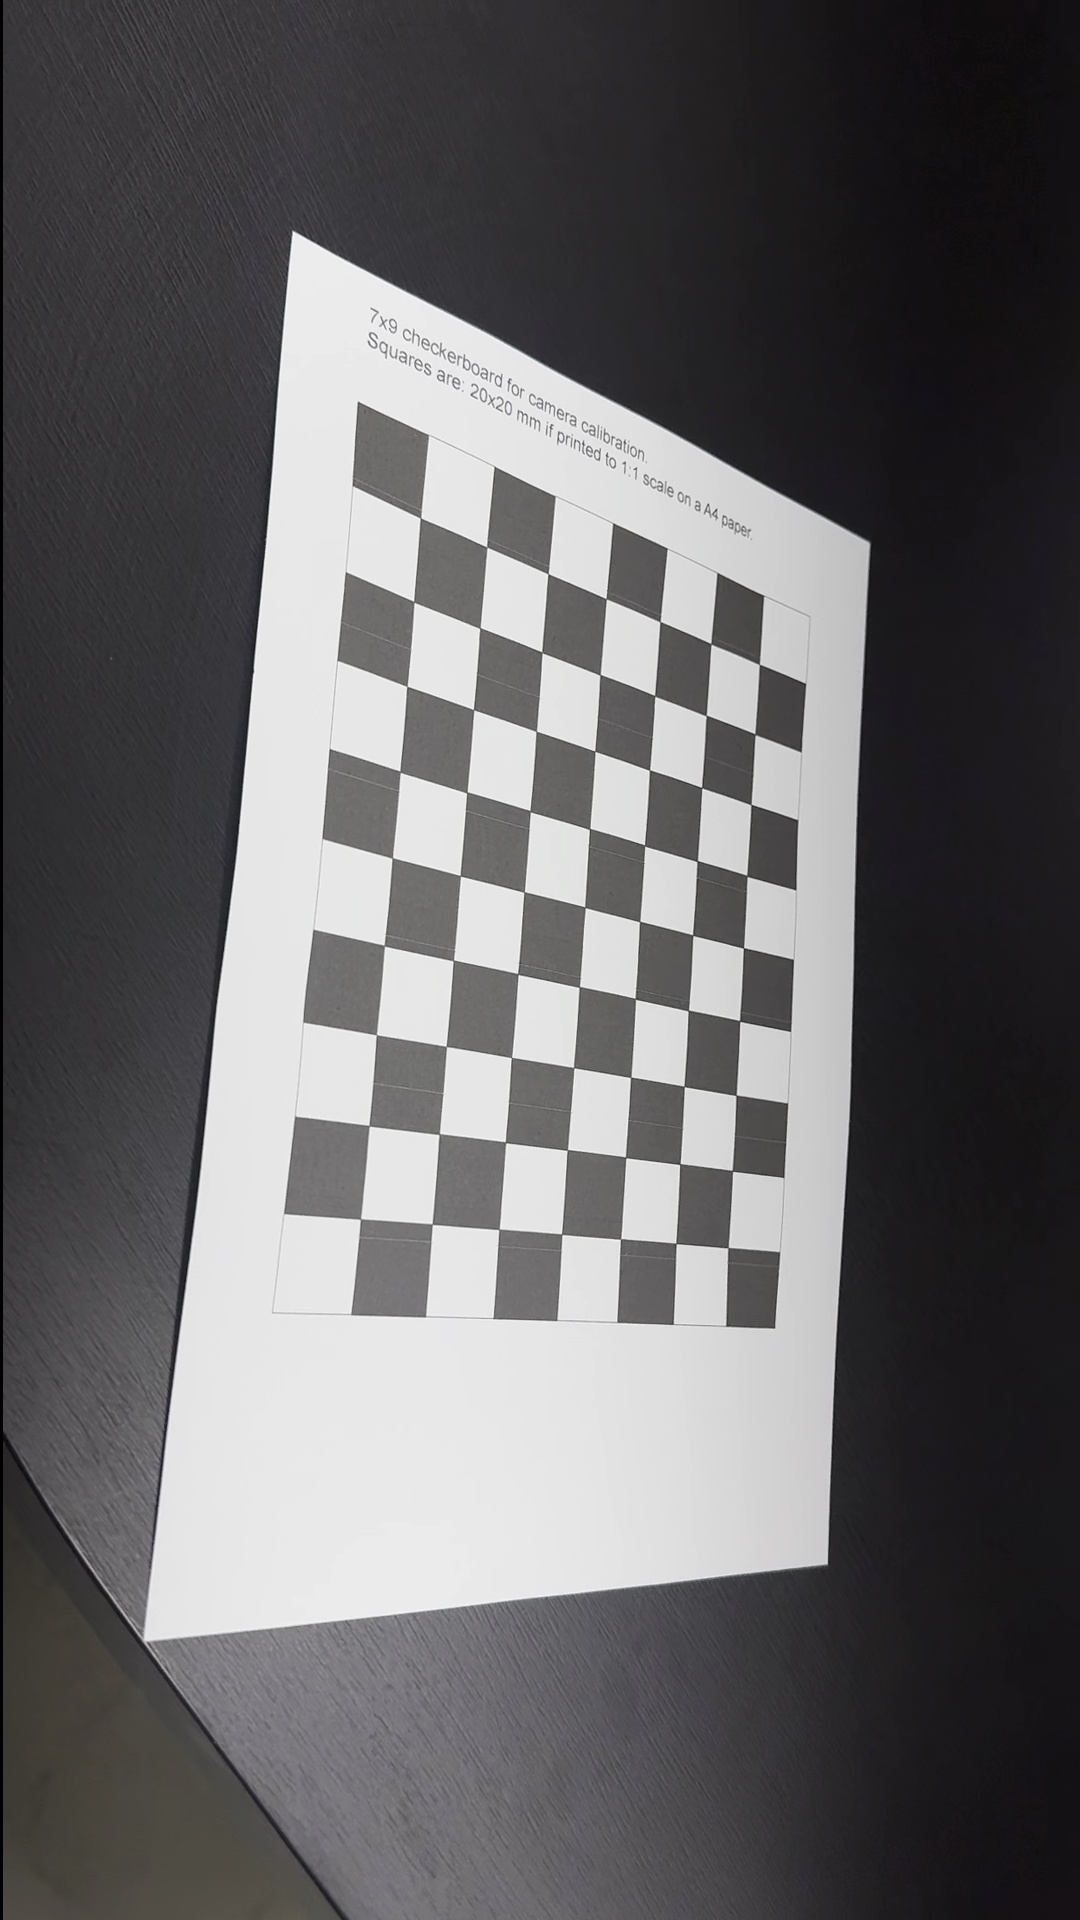 7x9 checkerboard for camera calibration.
Squares are: 20x20 mm if printed to 1:1 scale on a A4 paper.